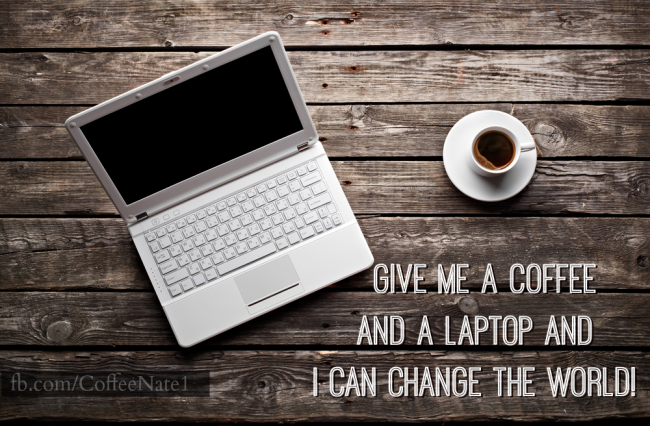 GIVE ME A COFFEE
AND A LAPTOP AND
I CAN CHANGE THE WORLD!
fb.com/CoffeeNate1